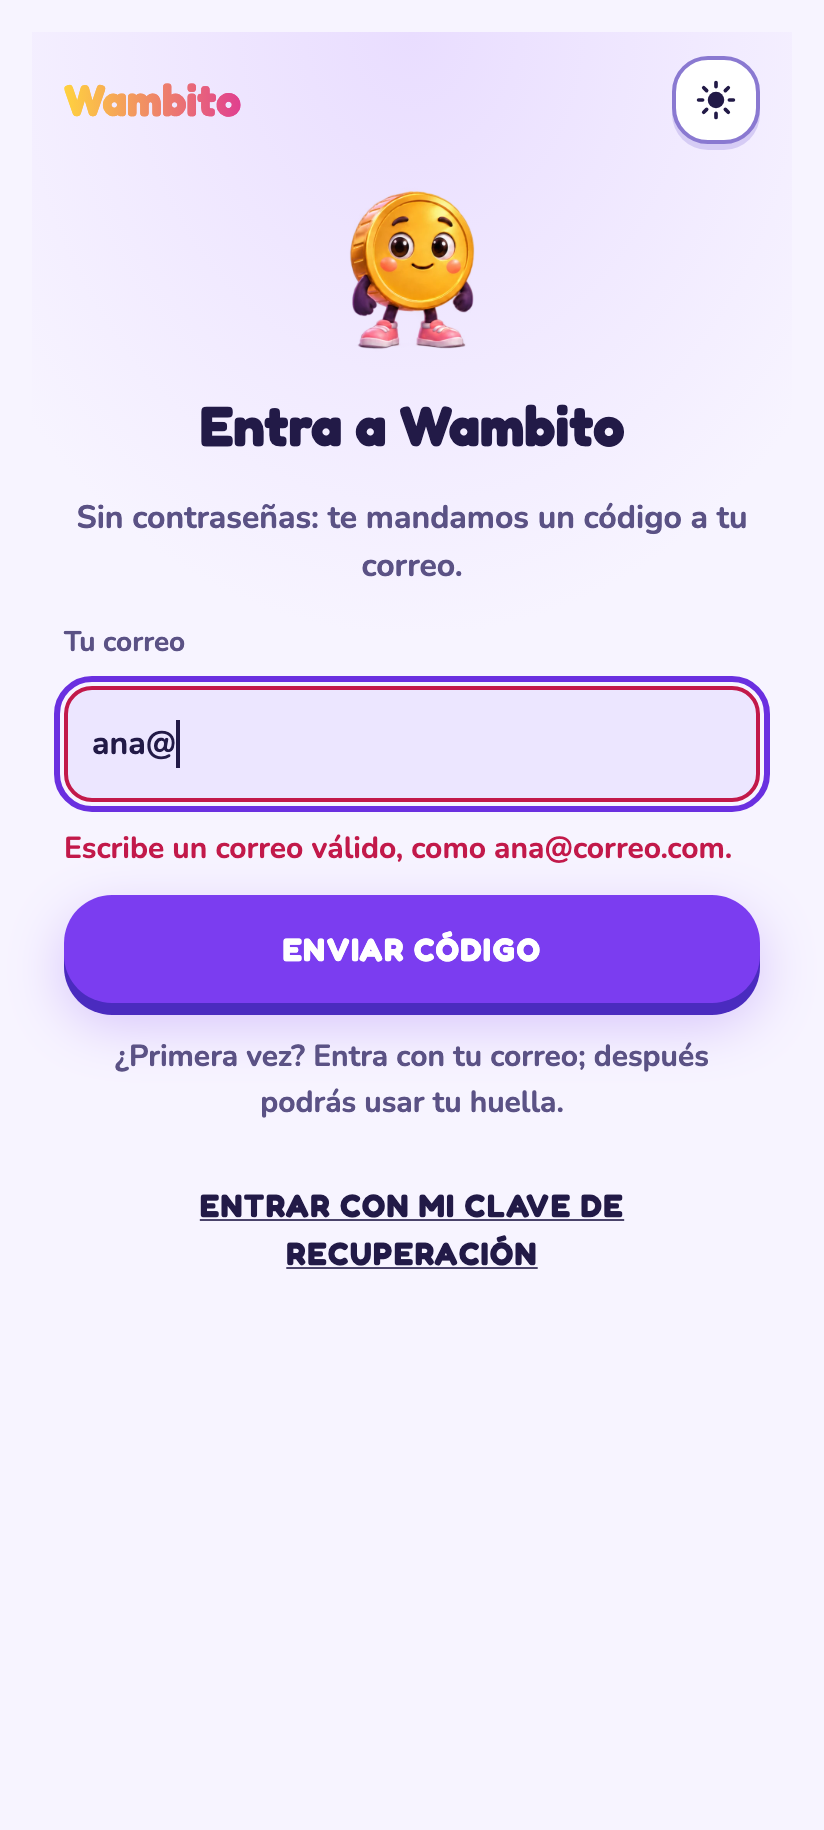 Wambito
Entra a Wambito
Sin contraseñas: te mandamos un código a tu
correo.
Tu correo
ana@
Escribe un correo válido, como ana@correo.com.
ENVIAR CÓDIGO
¿Primera vez? Entra con tu correo; después
podrás usar tu huella.
ENTRAR CON MI CLAVE DE
RECUPERACIÓN